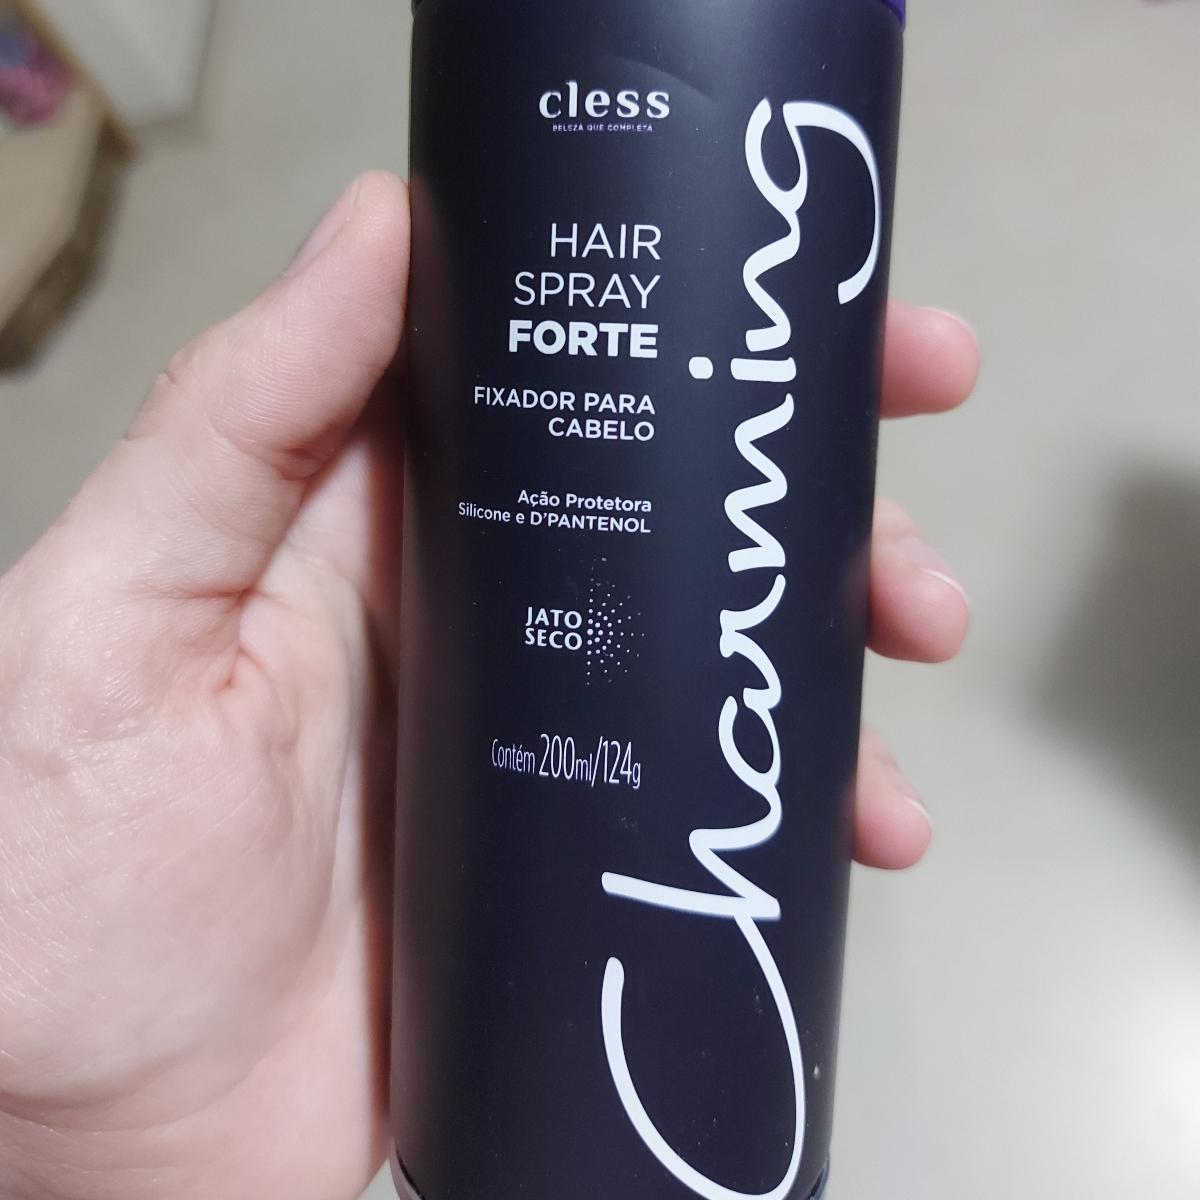 cless
BELEZA QUE COMPLETA
HAIR
SPRAY
FORTE
FIXADOR PARA
CABELO
Ação Protetora
Silicone e D'PANTENOL
JATO
SECO
Contém 200ml/124g
Charming